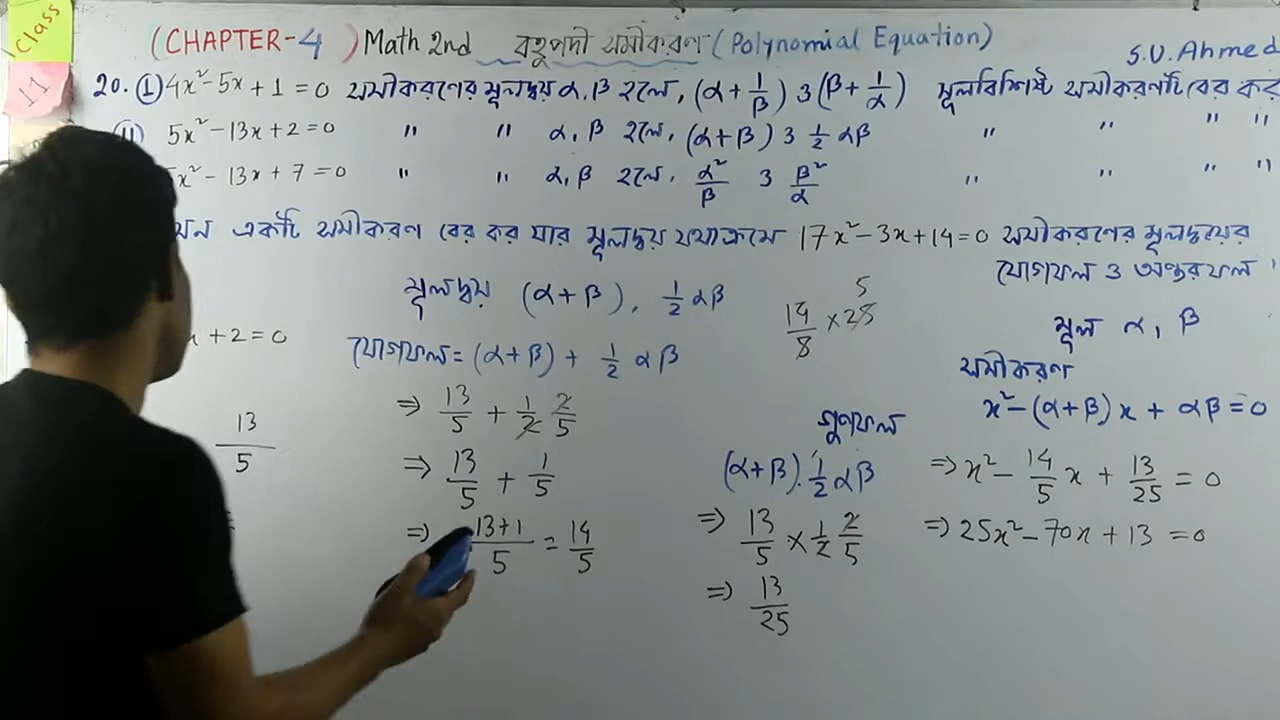 Class
11
(CHAPTER-4) Math 2nd বহুপদী সমীকরণ (Polynomial Equation)
S.U.Ahmed
20. (I) 4x² - 5x + 1 = 0 সমীকরণের মূলদ্বয় α, β হলে, (α + 1/β) ও (β + 1/α) মূলবিশিষ্ট সমীকরণটি বের কর
(II) 5x² - 13x + 2 = 0 " " α, β হলে, (α + β) ও 1/2 αβ " " " "
x² - 13x + 7 = 0 " " α, β হলে, α²/β ও β²/α " " " "
একটি সমীকরণ বের কর যার মূলদ্বয় যথাক্রমে 17x² - 3x + 14 = 0 সমীকরণের মূলদ্বয়ের
যোগফল ও অন্তরফল।
x + 2 = 0
13/5
মূলদ্বয় (α + β), 1/2 αβ
যোগফল = (α + β) + 1/2 αβ
⇒ 13/5 + 1/2 2/5
⇒ 13/5 + 1/5
⇒ 13+1/5 = 14/5
5
14/8 × 28
গুণফল
(α + β) . 1/2 αβ
⇒ 13/5 × 1/2 2/5
⇒ 13/25
মূল α, β
সমীকরণ
x² - (α + β)x + αβ = 0
⇒ x² - 14/5 x + 13/25 = 0
⇒ 25x² - 70x + 13 = 0